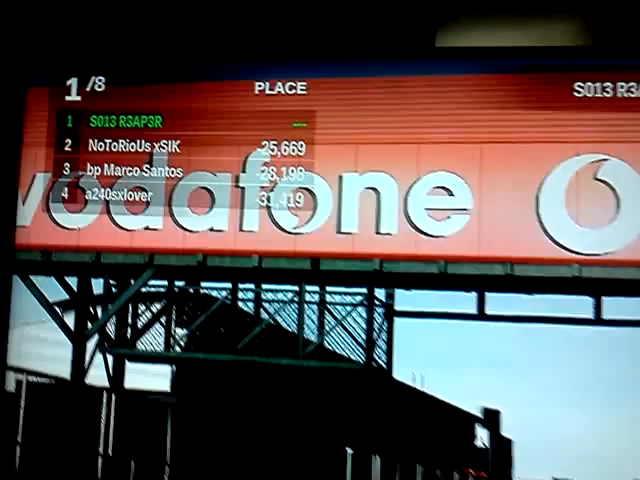 1/8 PLACE S013 R3A
1 S013 R3AP3R ---
2 NoToRioUs xSIK -25,669
3 bp Marco Santos -28,198
4 a240sxlover -31,419
vodafone